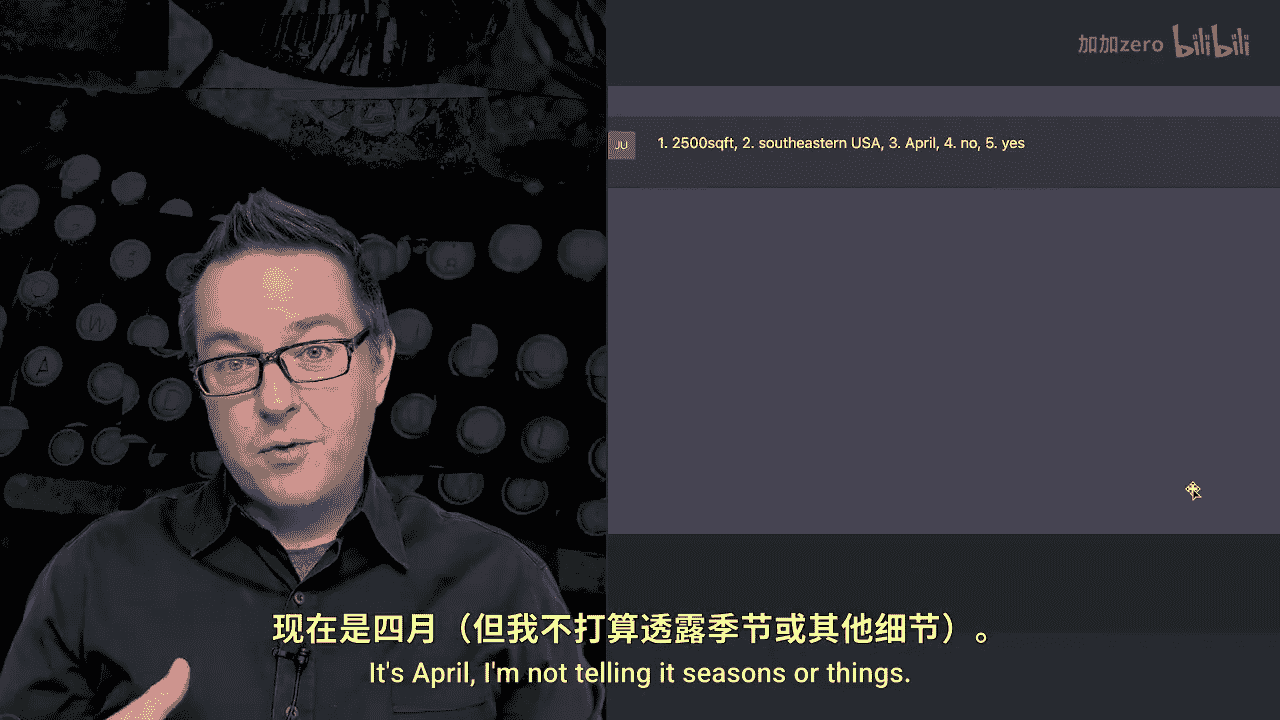 加加zero bilibili
JU
1. 2500sqft, 2. southeastern USA, 3. April, 4. no, 5. yes
现在是四月（但我不打算透露季节或其他细节）。
It's April, I'm not telling it seasons or things.